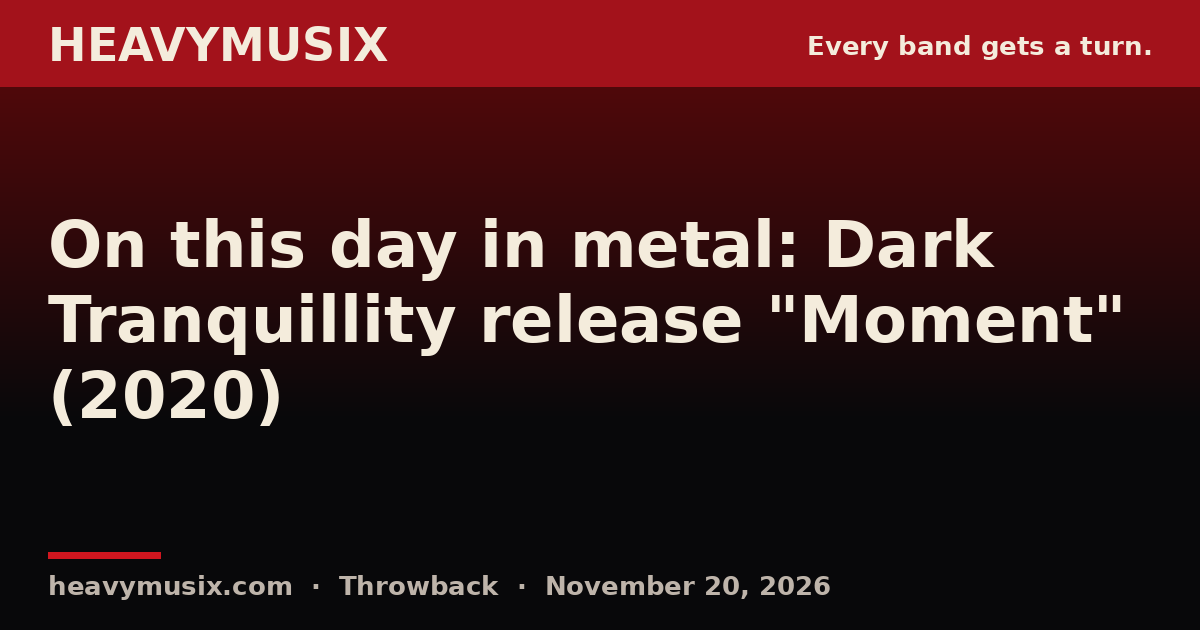 HEAVYMUSIX
Every band gets a turn.
On this day in metal: Dark
Tranquillity release "Moment"
(2020)
heavymusix.com · Throwback · November 20, 2026